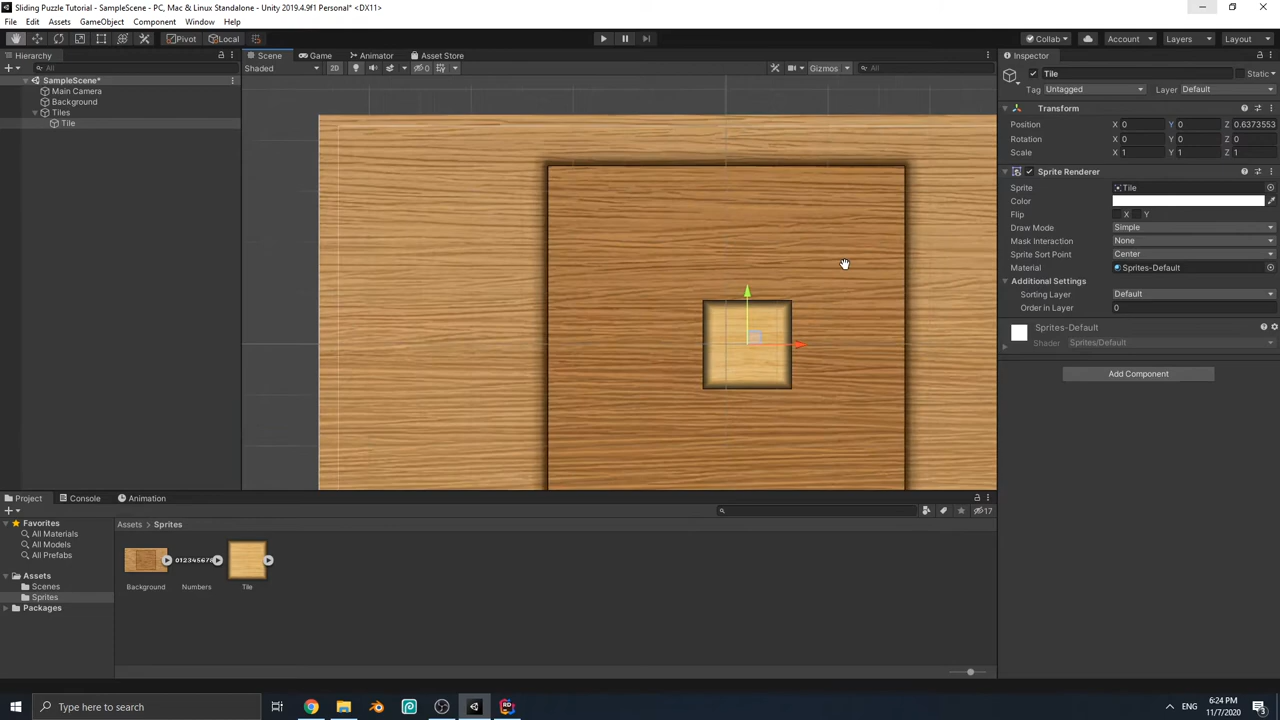 Sliding Puzzle Tutorial - SampleScene - PC, Mac & Linux Standalone - Unity 2019.4.9f1 Personal* <DX11>
File Edit Assets GameObject Component Window Help
Pivot Local Collab Account Layers Layout
Hierarchy
All
SampleScene*
Main Camera
Background
Tiles
Tile
Scene Game Animator Asset Store
Shaded 2D 0 Gizmos All
Inspector
Tile Static
Tag Untagged Layer Default
Transform
Position X 0 Y 0 Z 0.6373553
Rotation X 0 Y 0 Z 0
Scale X 1 Y 1 Z 1
Sprite Renderer
Sprite Tile
Color
Flip X Y
Draw Mode Simple
Mask Interaction None
Sprite Sort Point Center
Material Sprites-Default
Additional Settings
Sorting Layer Default
Order in Layer 0
Sprites-Default
Shader Sprites/Default
Add Component
Project Console Animation
17
Favorites
All Materials
All Models
All Prefabs
Assets
Scenes
Sprites
Packages
Assets > Sprites
012345678
Background Numbers Tile
Type here to search
RD
ENG
6:24 PM
11/7/2020
3